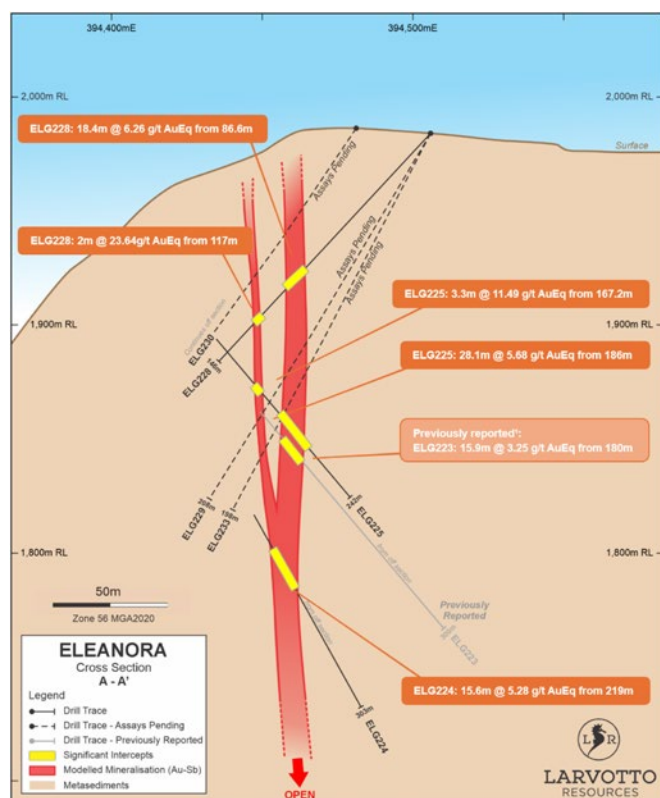 394,400mE
394,500mE
2,000m RL
2,000m RL
ELG228: 18.4m @ 6.26 g/t AuEq from 86.6m
Surface
Assays Pending
ELG228: 2m @ 23.64g/t AuEq from 117m
Assays Pending
Assays Pending
ELG225: 3.3m @ 11.49 g/t AuEq from 167.2m
1,900m RL
1,900m RL
ELG230
146m
ELG228
ELG225: 28.1m @ 5.68 g/t AuEq from 186m
Previously reported¹:
ELG223: 15.9m @ 3.25 g/t AuEq from 180m
ELG229
198m
ELG233
242m
ELG225
1,800m RL
1,800m RL
50m
Zone 56 MGA2020
Previously
Reported
ELG223
ELEANORA
Cross Section
A - A'
Legend
Drill Trace
Drill Trace - Assays Pending
Drill Trace - Previously Reported
Significant Intercepts
Modelled Mineralisation (Au-Sb)
Metasediments
ELG224: 15.6m @ 5.28 g/t AuEq from 219m
303m
ELG224
OPEN
L R
LARVOTTO
RESOURCES